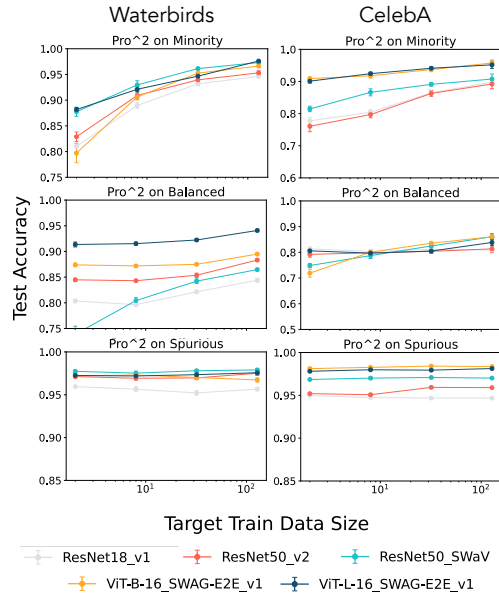 Waterbirds CelebA
Pro^2 on Minority Pro^2 on Minority
1.00 1.0
0.95 0.9
0.90
0.85 0.8
0.80 0.7
0.75 0.6
Pro^2 on Balanced Pro^2 on Balanced
1.00 1.0
0.95 0.9
0.90 0.8
0.85 0.7
0.80 0.6
0.75 0.5
Test Accuracy
Pro^2 on Spurious Pro^2 on Spurious
1.00 1.00
0.95 0.95
0.90 0.90
0.85 0.85
10^1 10^2 10^1 10^2
Target Train Data Size
ResNet18_v1 ResNet50_v2 ResNet50_SWaV
ViT-B-16_SWAG-E2E_v1 ViT-L-16_SWAG-E2E_v1